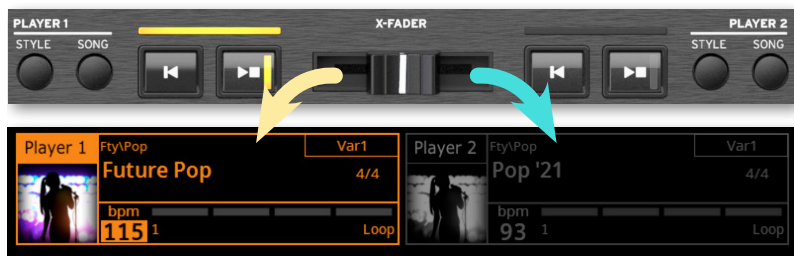 PLAYER 1
X-FADER
PLAYER 2
STYLE SONG
STYLE SONG
Player 1
Fty\Pop
Var1
Future Pop
4/4
bpm
115
1
Loop
Player 2
Fty\Pop
Var1
Pop '21
4/4
bpm
93
1
Loop